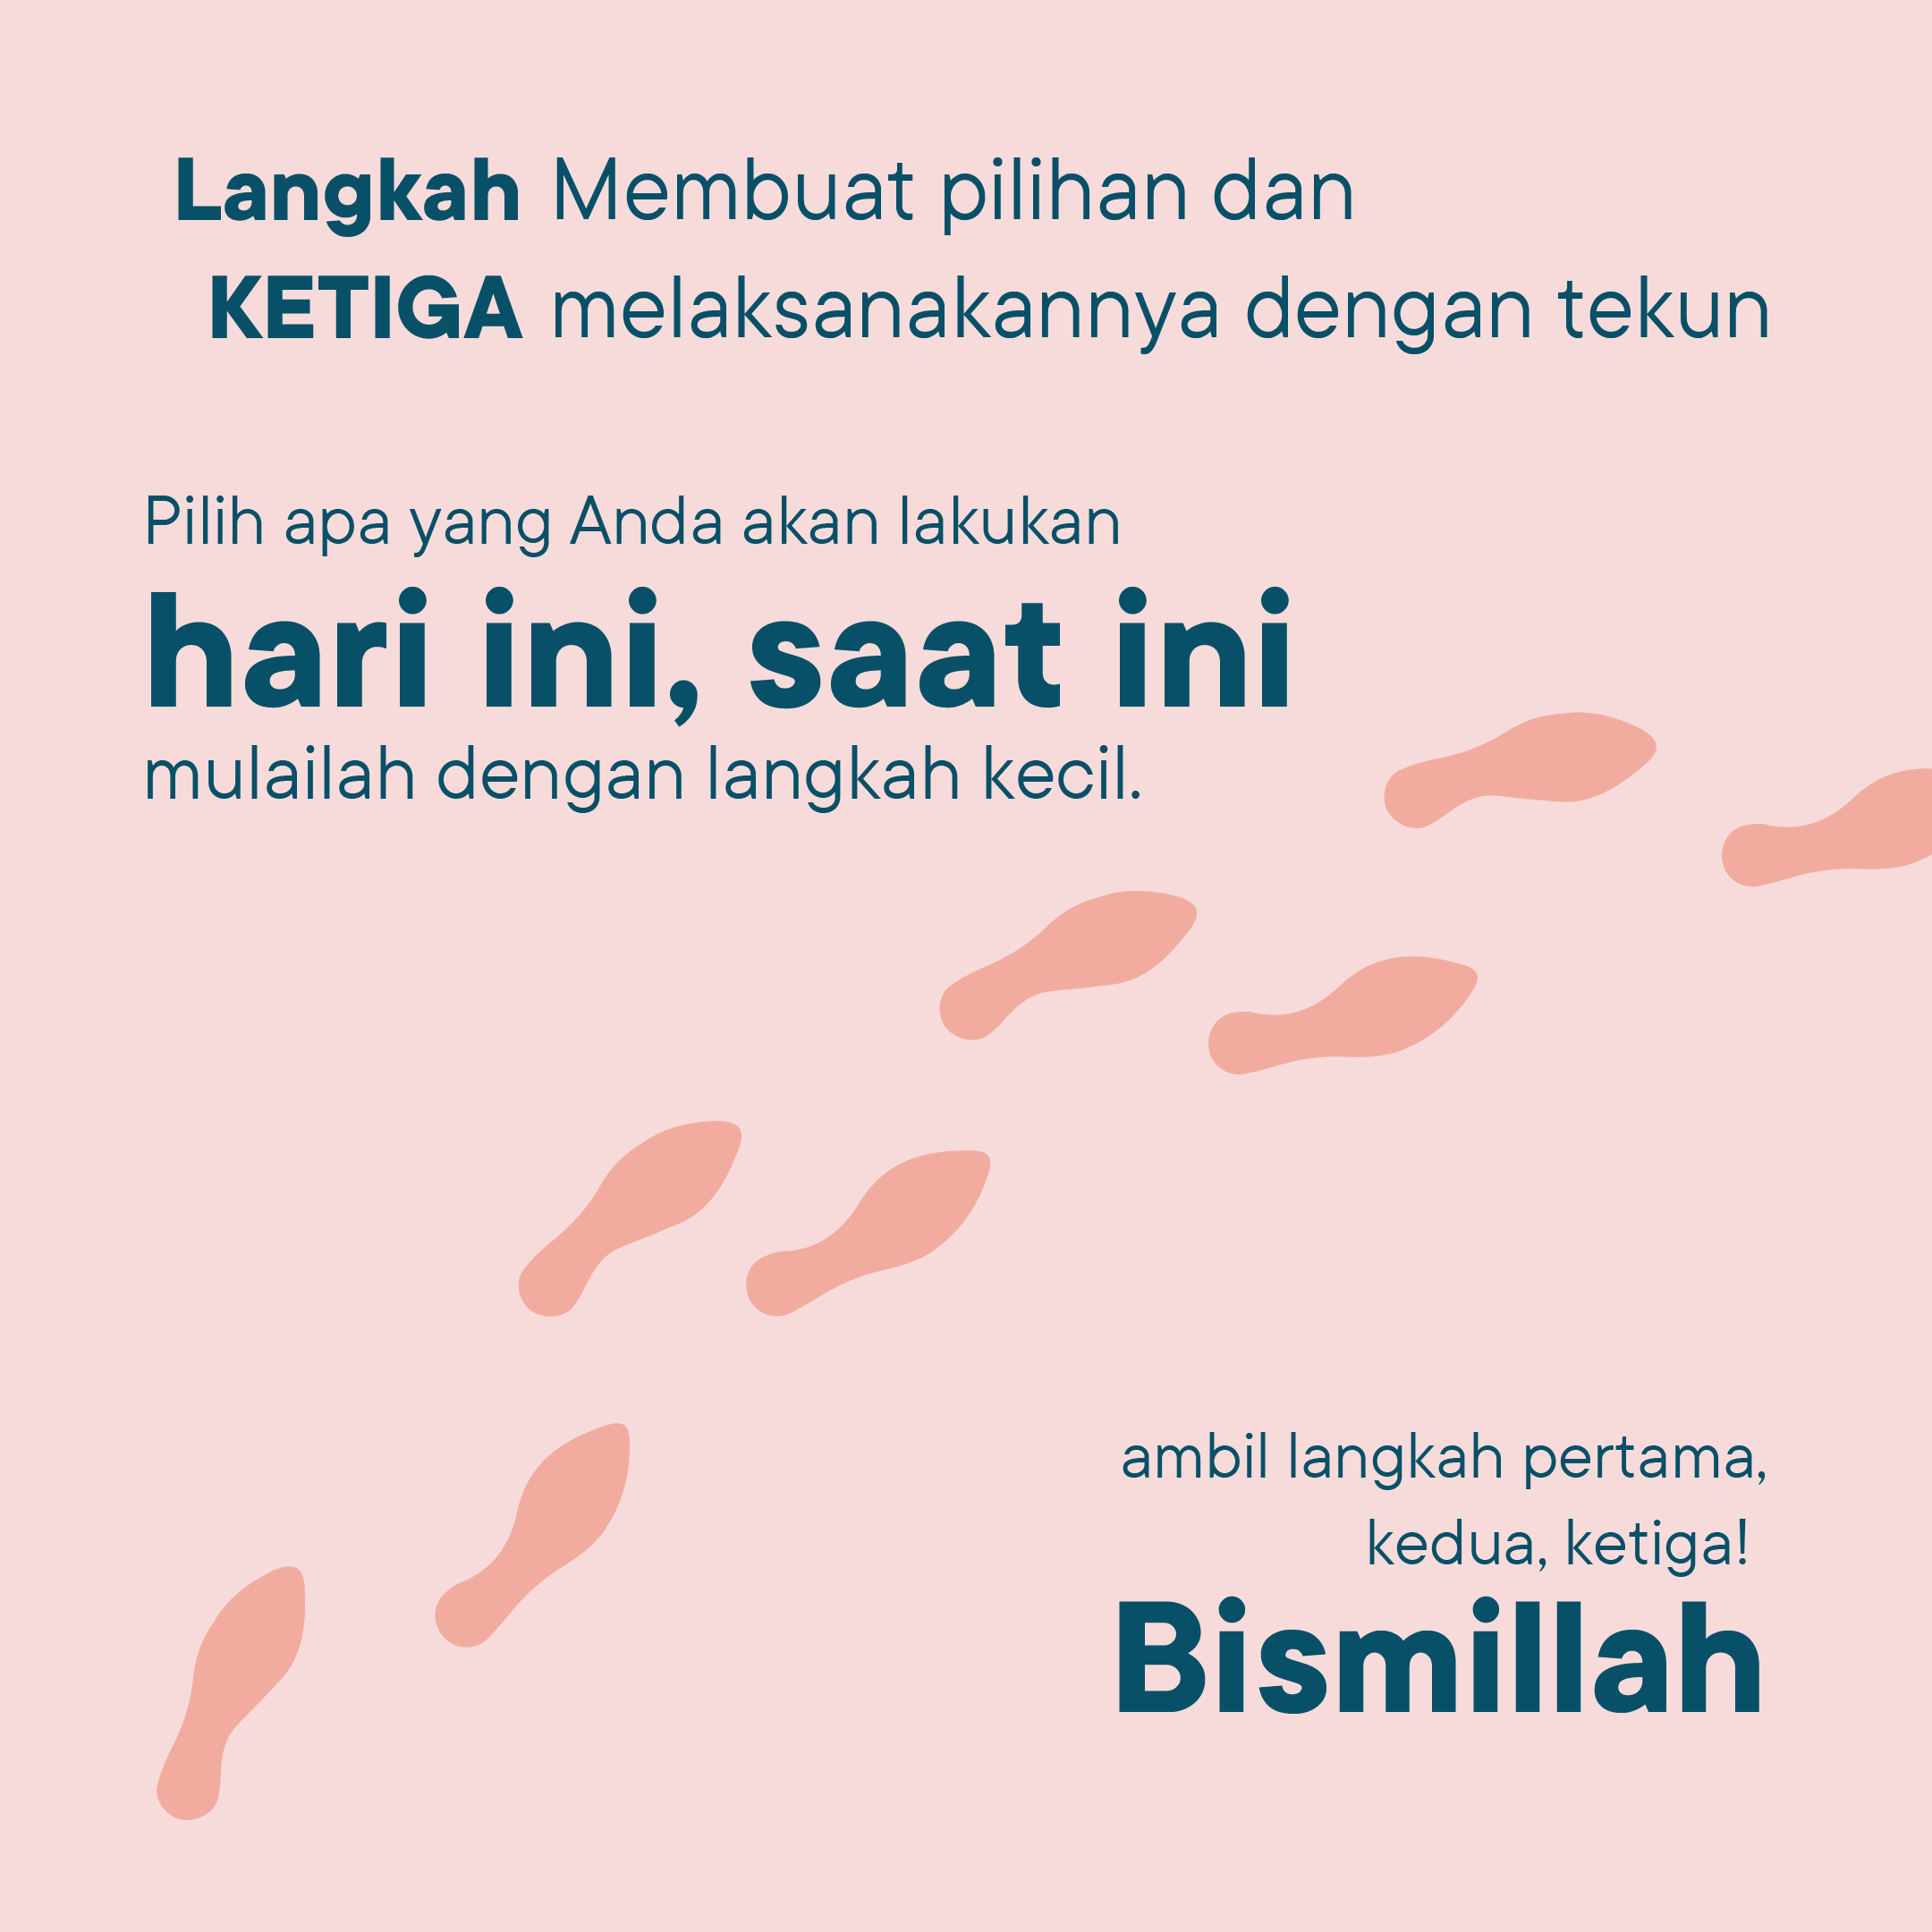 Langkah Membuat pilihan dan
KETIGA melaksanakannya dengan tekun
Pilih apa yang Anda akan lakukan
hari ini, saat ini
mulailah dengan langkah kecil.
ambil langkah pertama,
kedua, ketiga!
Bismillah